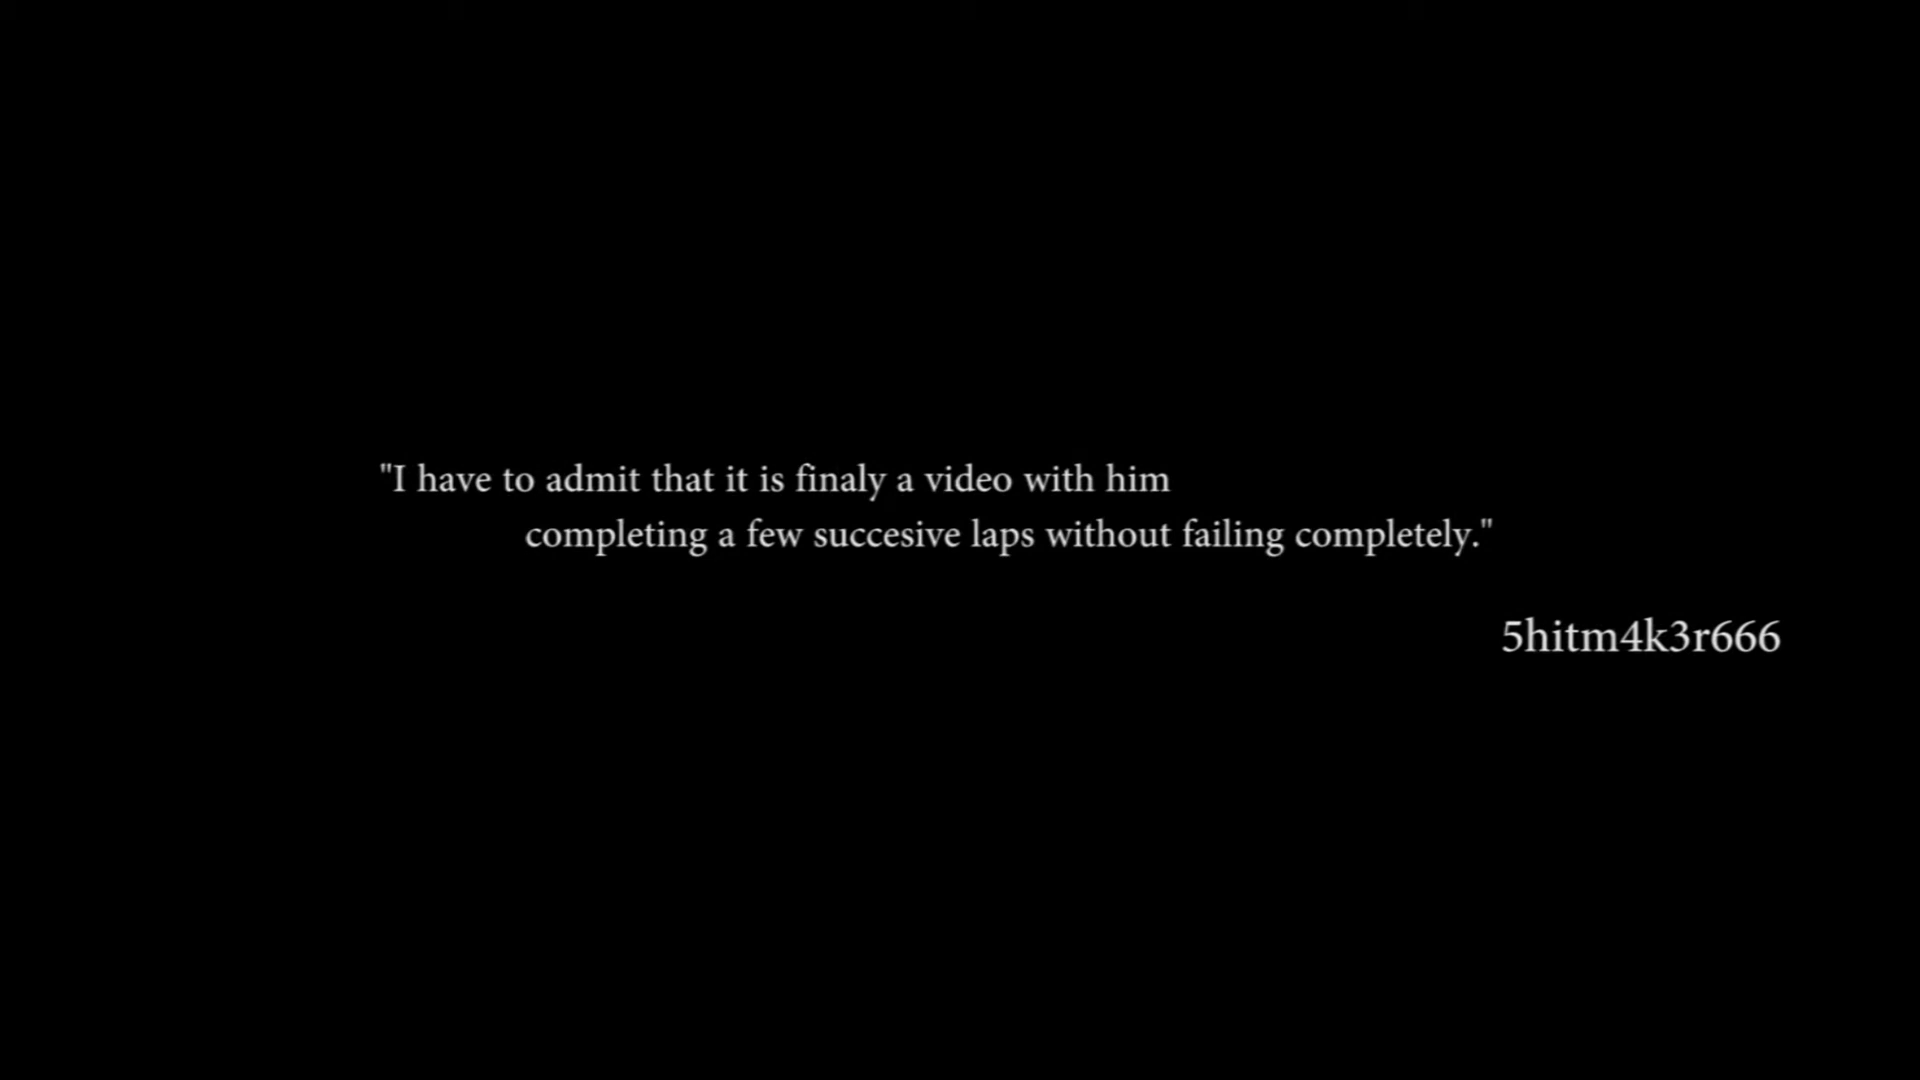 "I have to admit that it is finaly a video with him
completing a few succesive laps without failing completely."
5hitm4k3r666